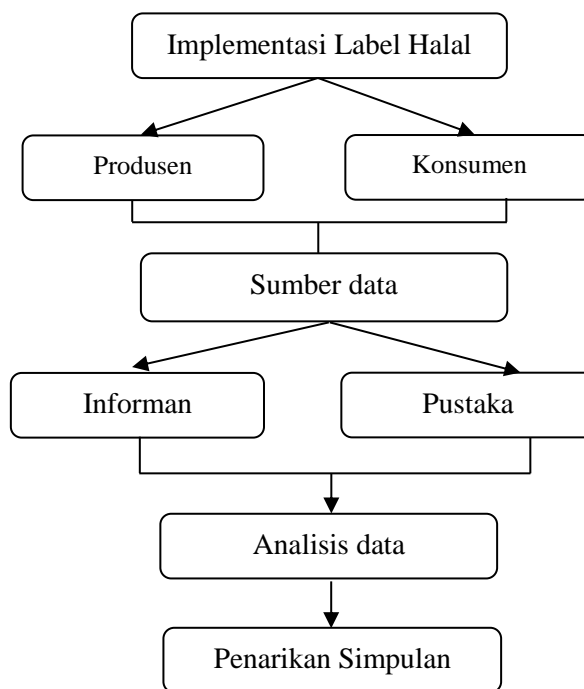 Implementasi Label Halal
Produsen
Konsumen
Sumber data
Informan
Pustaka
Analisis data
Penarikan Simpulan